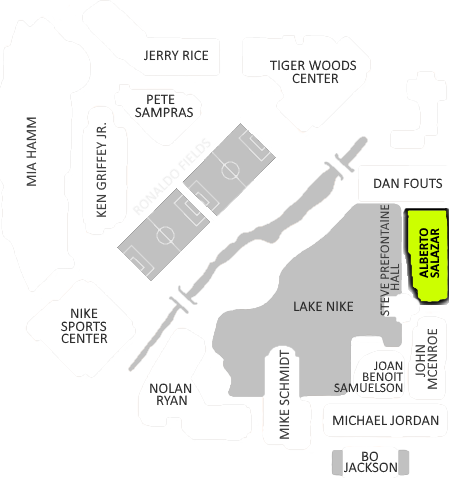 JERRY RICE
TIGER WOODS
CENTER
PETE
SAMPRAS
MIA HAMM
KEN GRIFFEY JR.
RONALDO FIELDS
DAN FOUTS
STEVE PREFONTAINE
HALL
ALBERTO
SALAZAR
LAKE NIKE
NIKE
SPORTS
CENTER
JOHN
MCENROE
JOAN
BENOIT
SAMUELSON
NOLAN
RYAN
MIKE SCHMIDT
MICHAEL JORDAN
BO
JACKSON